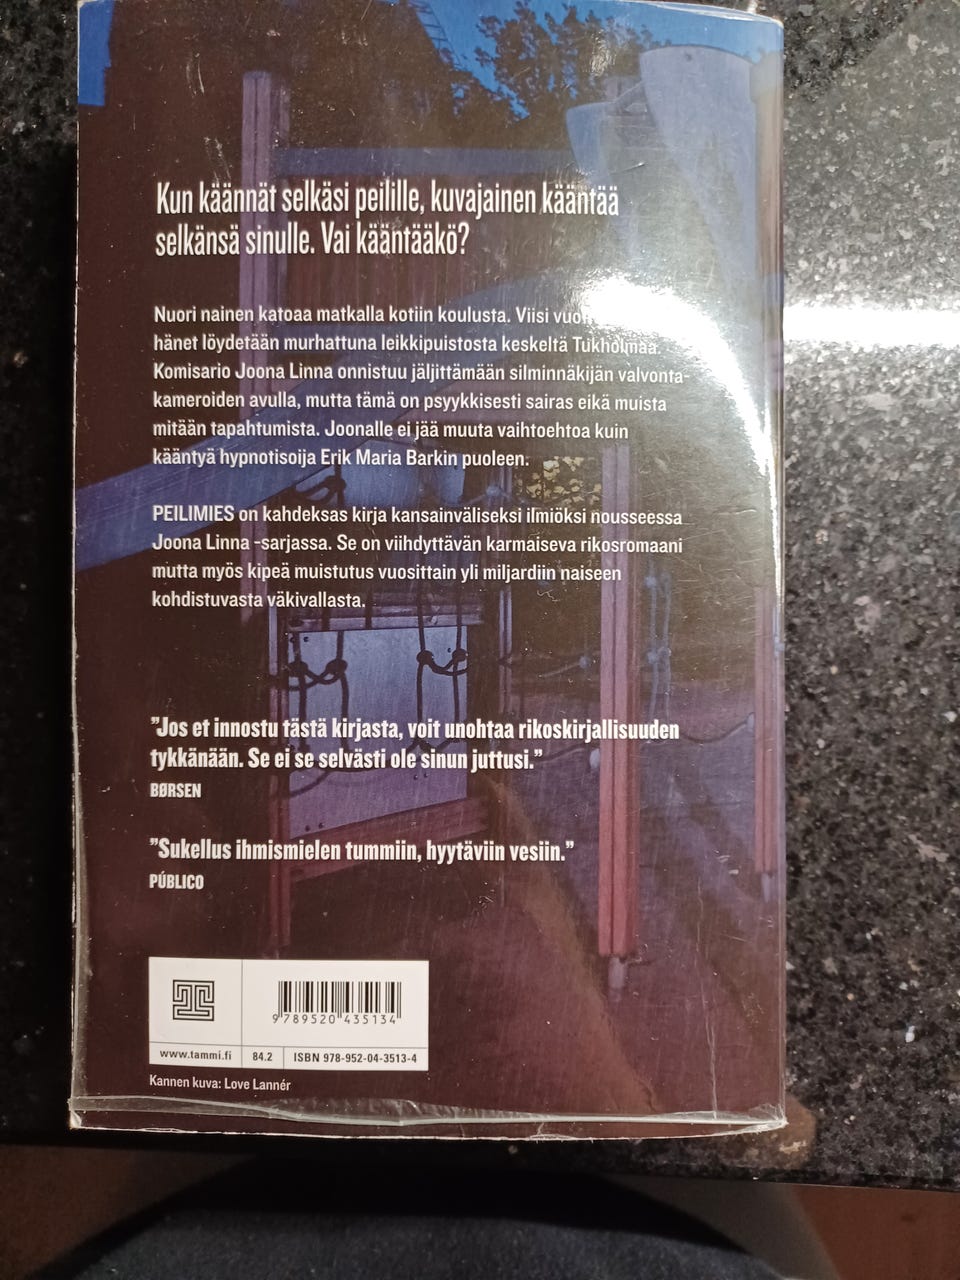 Kun käännät selkäsi peilille, kuvajainen kääntää
selkänsä sinulle. Vai kääntääkö?
Nuori nainen katoaa matkalla kotiin koulusta. Viisi
hänet löydetään murhattuna leikkipuistosta keskeltä Tukholmaa.
Komisario Joona Linna onnistuu jäljittämään silminnäkijän valvonta-
kameroiden avulla, mutta tämä on psyykkisesti sairas eikä muista
mitään tapahtumista. Joonalle ei jää muuta vaihtoehtoa kuin
kääntyä hypnotisoija Erik Maria Barkin puoleen.
PEILIMIES on kahdeksas kirja kansainväliseksi ilmiöksi nousseessa
Joona Linna -sarjassa. Se on viihdyttävän karmaiseva rikosromaani
mutta myös kipeä muistutus vuosittain yli miljardiin naiseen
kohdistuvasta väkivallasta.
"Jos et innostu tästä kirjasta, voit unohtaa rikoskirjallisuuden
tykkänään. Se ei se selvästi ole sinun juttusi."
BØRSEN
"Sukellus ihmismielen tummiin, hyytäviin vesiin."
PÚBLICO
9 789520 435134
www.tammi.fi 84.2 ISBN 978-952-04-3513-4
Kannen kuva: Love Lannér